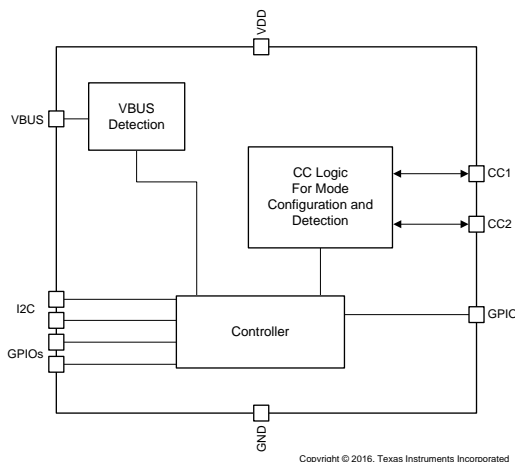 VDD
VBUS
VBUS
Detection
CC Logic
For Mode
Configuration and
Detection
CC1
CC2
I2C
GPIOs
Controller
GPIO
GND
Copyright © 2016, Texas Instruments Incorporated